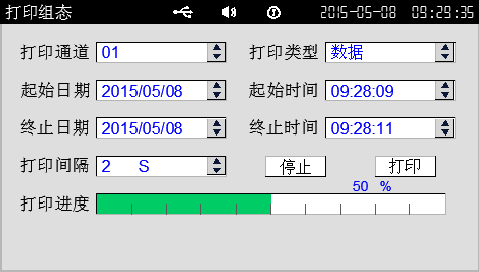 打印组态 2015-05-08 09:29:35
打印通道 01 打印类型 数据
起始日期 2015/05/08 起始时间 09:28:09
终止日期 2015/05/08 终止时间 09:28:11
打印间隔 2 S 停止 打印
50 %
打印进度